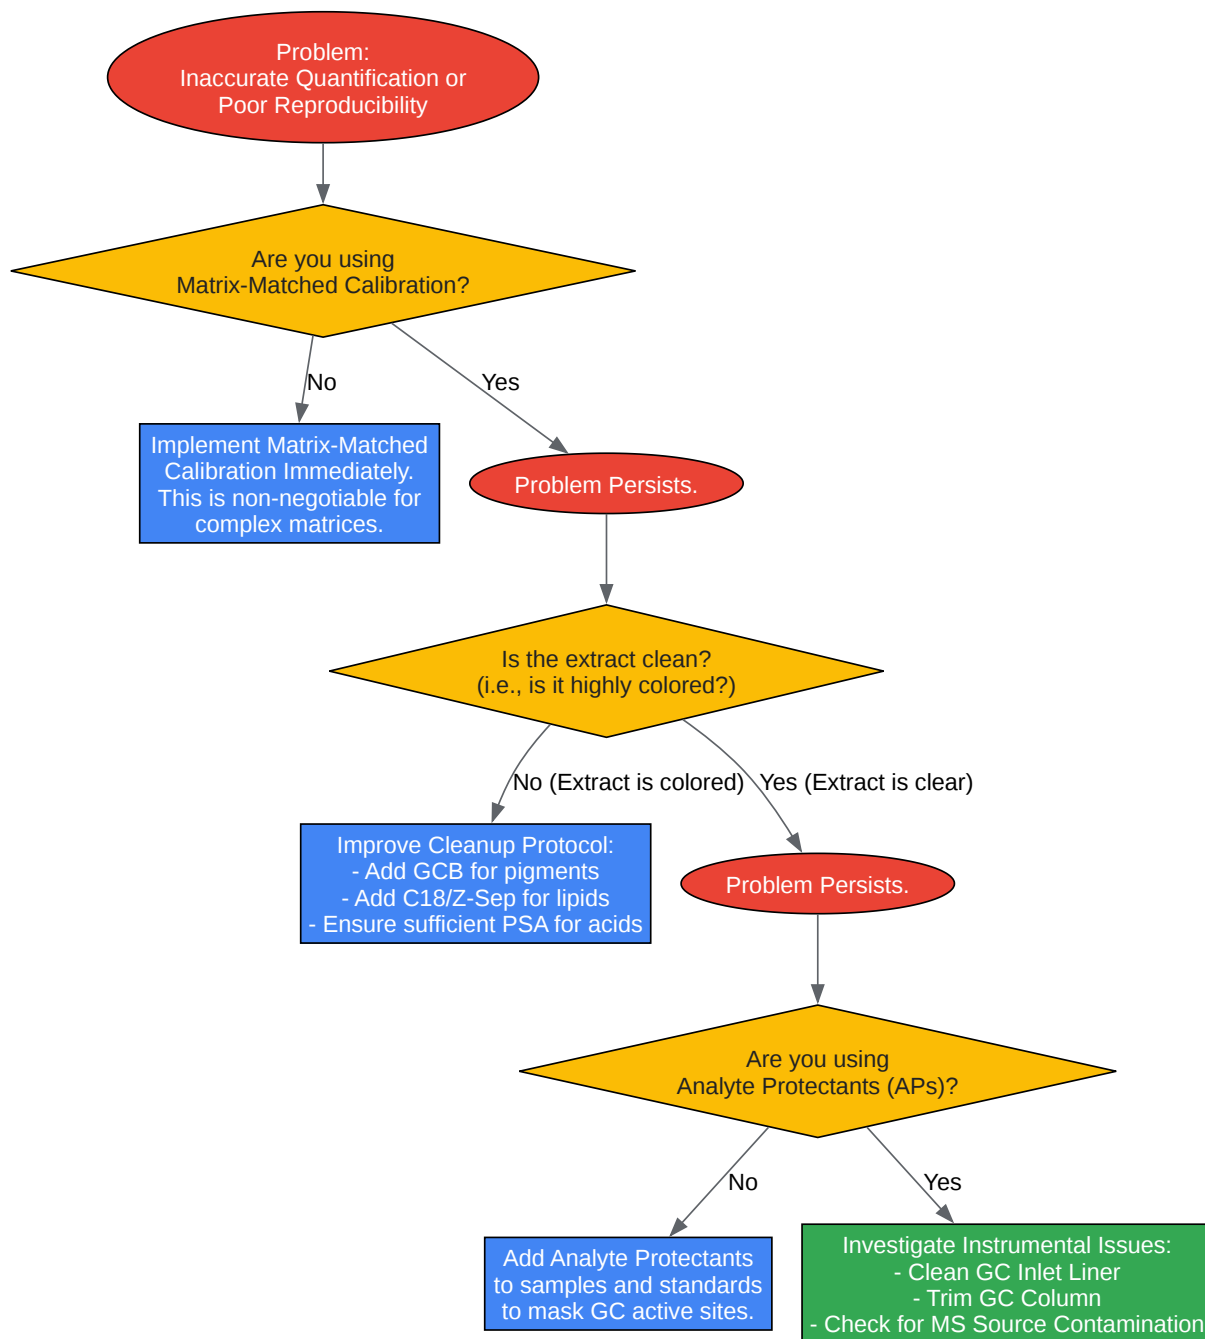 Problem:
Inaccurate Quantification or
Poor Reproducibility
Are you using
Matrix-Matched Calibration?
No
Yes
Implement Matrix-Matched
Calibration Immediately.
This is non-negotiable for
complex matrices.
Problem Persists.
Is the extract clean?
(i.e., is it highly colored?)
No (Extract is colored)
Yes (Extract is clear)
Improve Cleanup Protocol:
- Add GCB for pigments
- Add C18/Z-Sep for lipids
- Ensure sufficient PSA for acids
Problem Persists.
Are you using
Analyte Protectants (APs)?
No
Yes
Add Analyte Protectants
to samples and standards
to mask GC active sites.
Investigate Instrumental Issues:
- Clean GC Inlet Liner
- Trim GC Column
- Check for MS Source Contamination